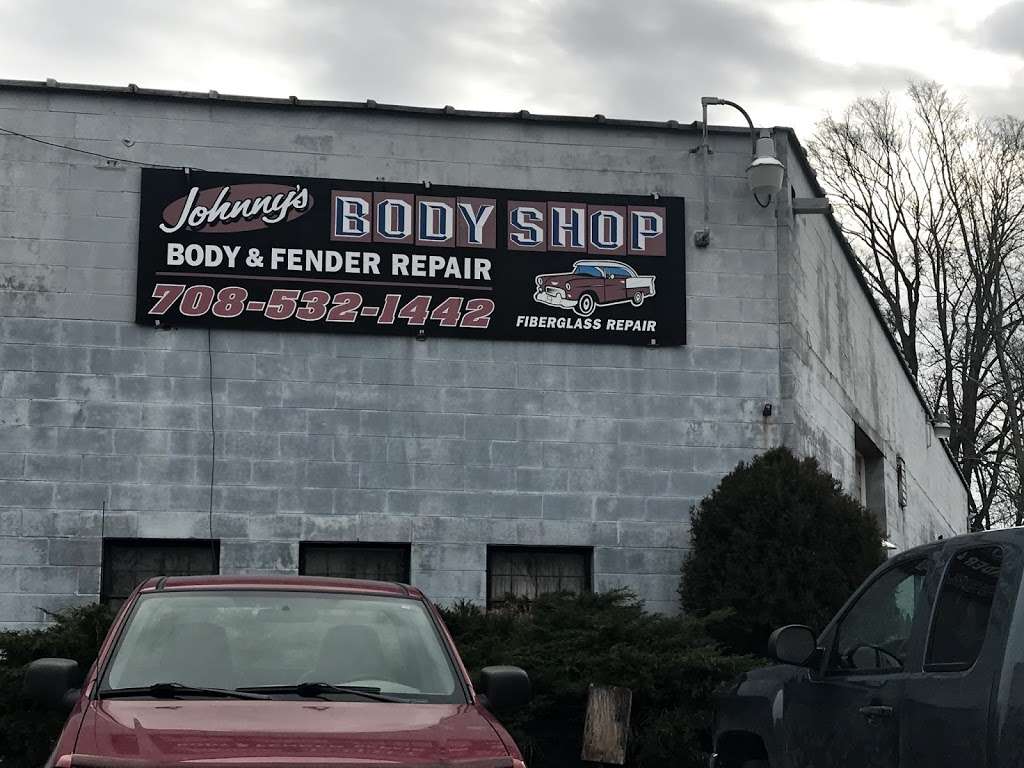 Johnny's BODY SHOP
BODY & FENDER REPAIR
708-532-1442
FIBERGLASS REPAIR